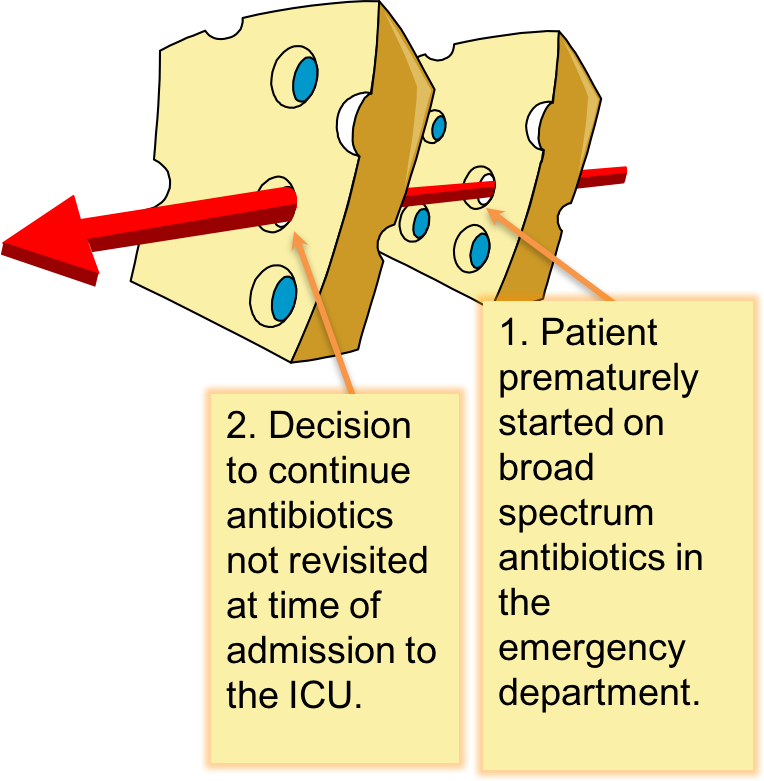 1. Patient
prematurely
started on
broad
spectrum
antibiotics in
the
emergency
department.
2. Decision
to continue
antibiotics
not revisited
at time of
admission to
the ICU.